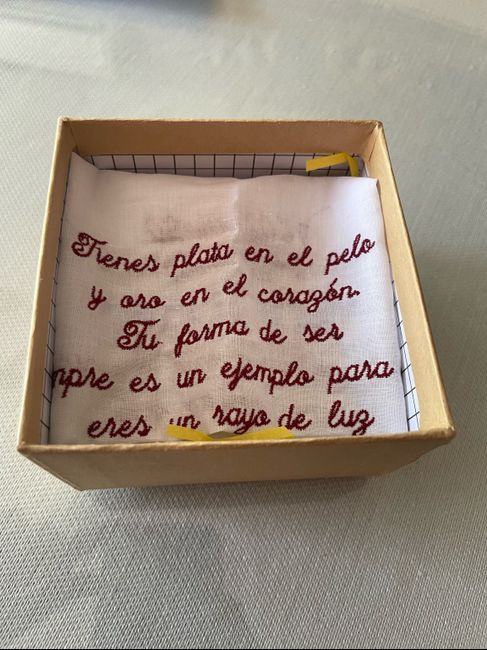 Tienes plata en el pelo
y oro en el corazón.
Tu forma de ser
mpre es un ejemplo para
eres un rayo de luz